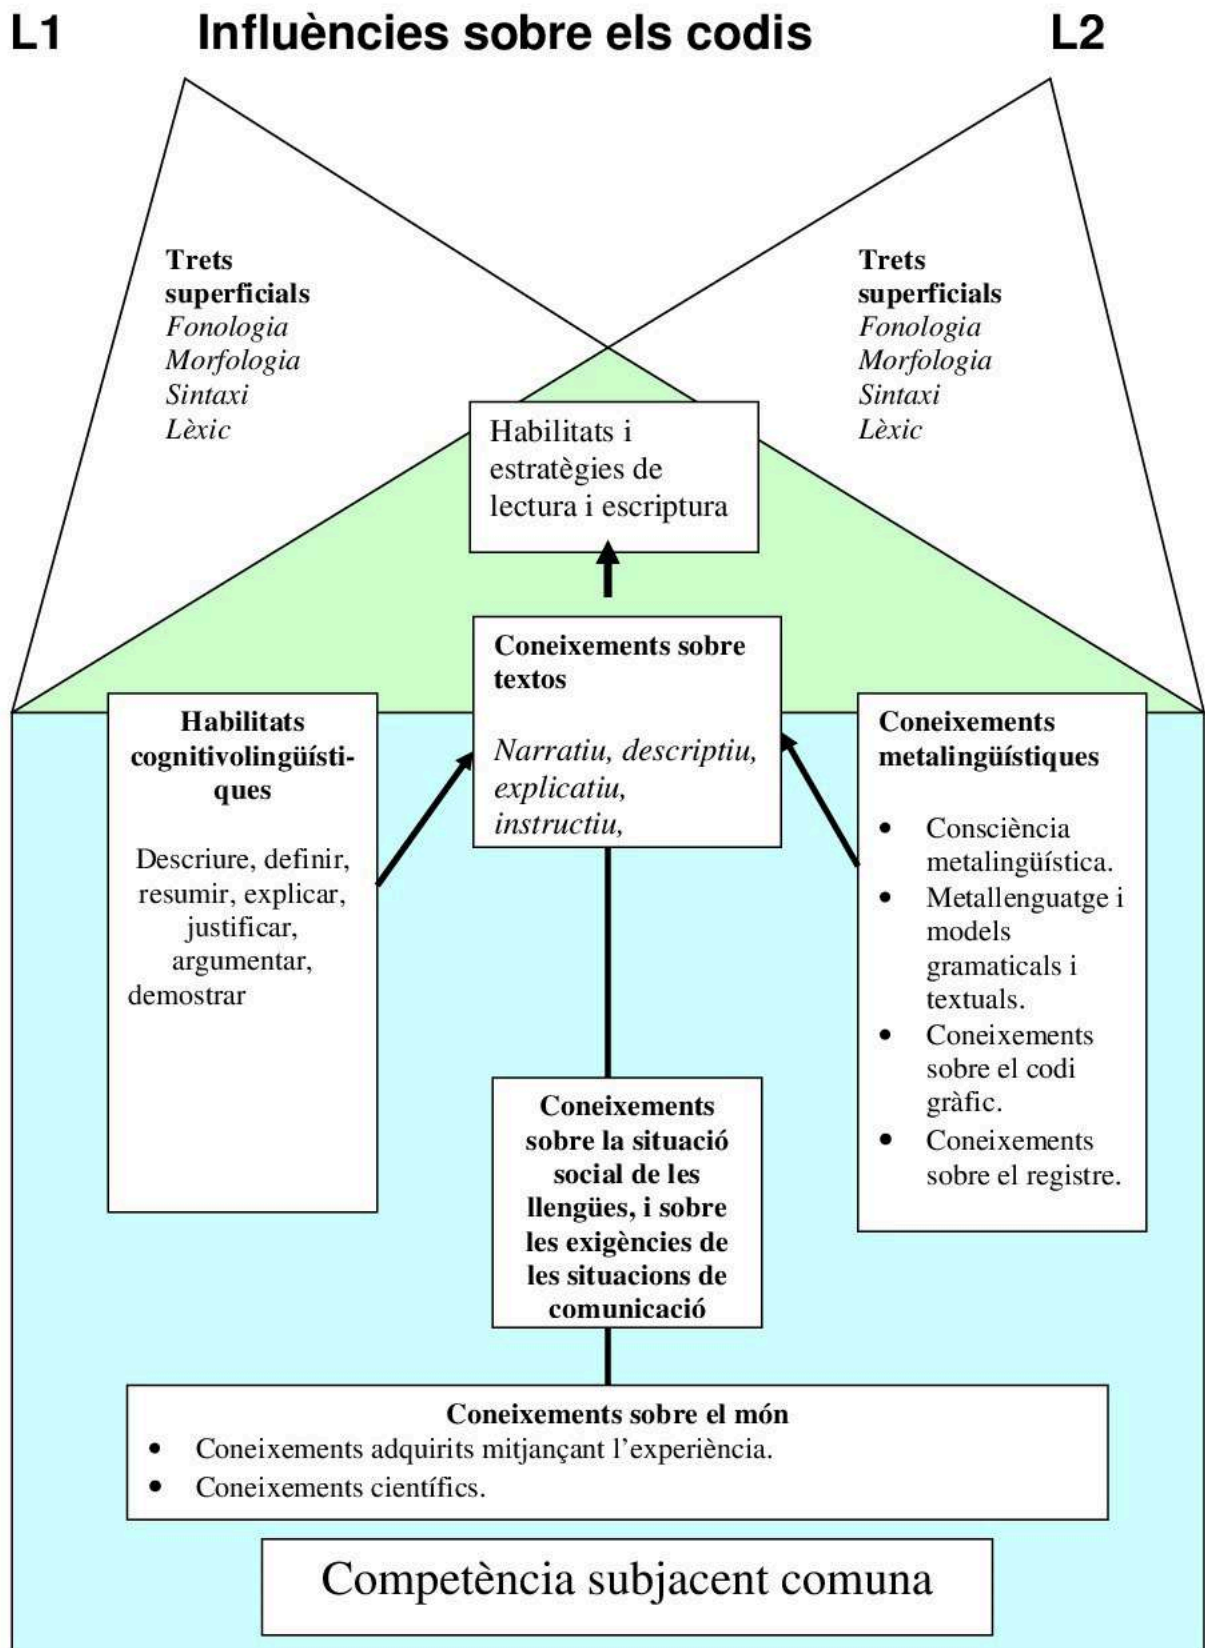 L1 Influències sobre els codis L2
Trets
superficials
Fonologia
Morfologia
Sintaxi
Lèxic
Trets
superficials
Fonologia
Morfologia
Sintaxi
Lèxic
Habilitats i
estratègies de
lectura i escriptura
Coneixements sobre
textos
Narratiu, descriptiu,
explicatiu,
instructiu,
Habilitats
cognitivolingüísti-
ques
Descriure, definir,
resumir, explicar,
justificar,
argumentar,
demostrar
Coneixements
metalingüístiques
• Consciència
metalingüística.
• Metallenguatge i
models
gramaticals i
textuals.
• Coneixements
sobre el codi
gràfic.
• Coneixements
sobre el registre.
Coneixements
sobre la situació
social de les
llengües, i sobre
les exigències de
les situacions de
comunicació
Coneixements sobre el món
• Coneixements adquirits mitjançant l'experiència.
• Coneixements científics.
Competència subjacent comuna